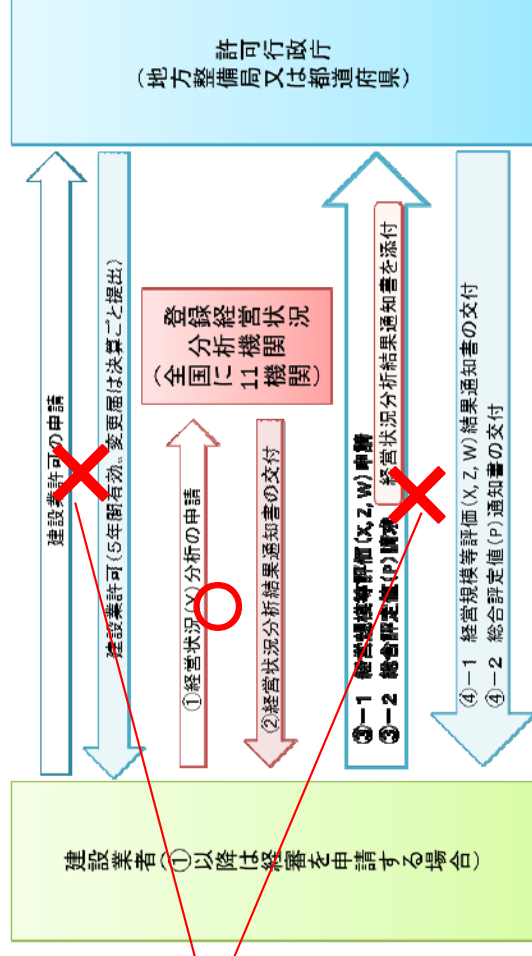 許可行政庁
（地方整備局又は都道府県）
建設業許可の申請
建設業許可（5年間有効。変更届は決算ごと提出）
登録経営状況
分析機関
（全国に11機関）
①経営状況（Y）分析の申請
②経営状況分析結果通知書の交付
③－1 経営規模等評価（X, Z, W）申請
③－2 総合評定値（P）請求
経営状況分析結果通知書を添付
④－1 経営規模等評価（X, Z, W）結果通知書の交付
④－2 総合評定値（P）通知書の交付
建設業者（①以降は経審を申請する場合）